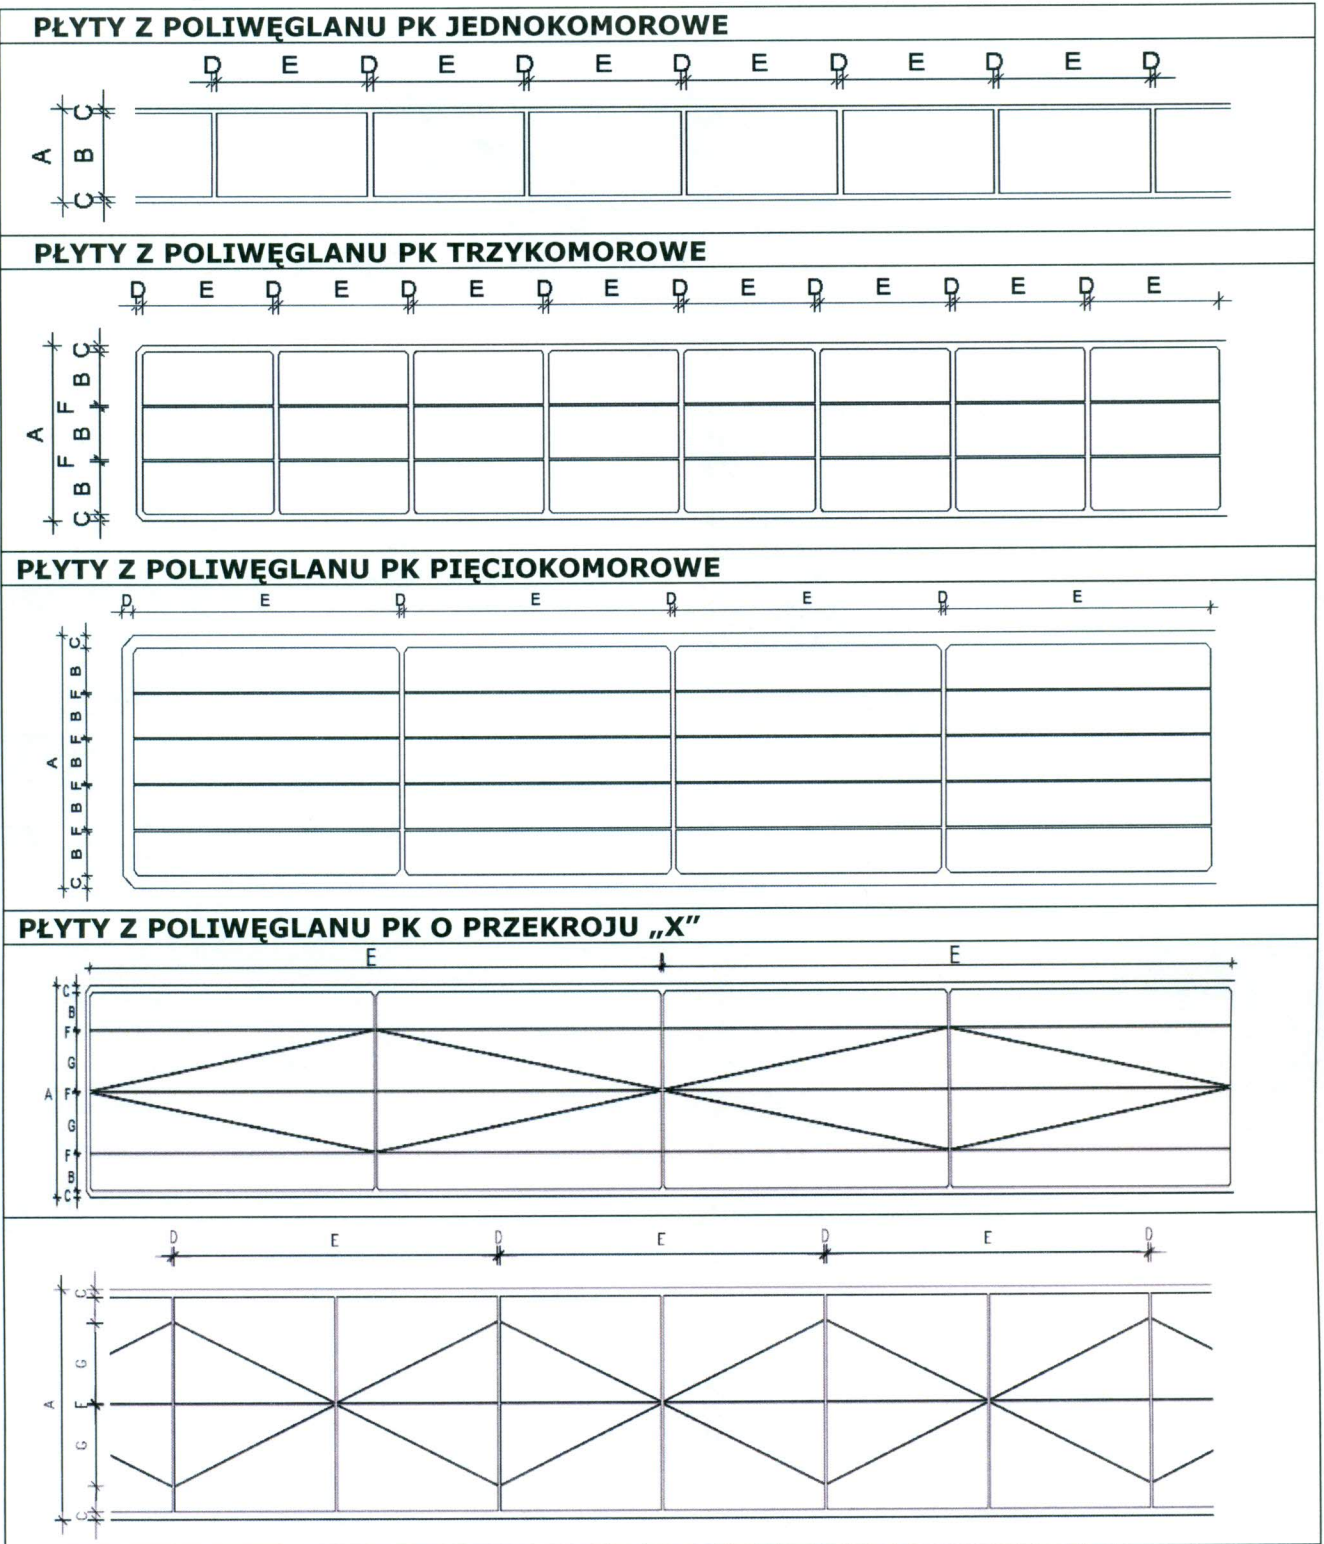 PŁYTY Z POLIWĘGLANU PK JEDNOKOMOROWE
D E D E D E D E D E D E D
C
B
A
C
PŁYTY Z POLIWĘGLANU PK TRZYKOMOROWE
D E D E D E D E D E D E D E D E
C
B
F
A
B
F
B
C
PŁYTY Z POLIWĘGLANU PK PIĘCIOKOMOROWE
D E D E D E D E
C
B
F
B
F
A
B
F
B
F
B
C
PŁYTY Z POLIWĘGLANU PK O PRZEKROJU „X”
E E
C
B
F
G
A F
G
F
B
C
D E D E D E D
C
G
A F
G
C